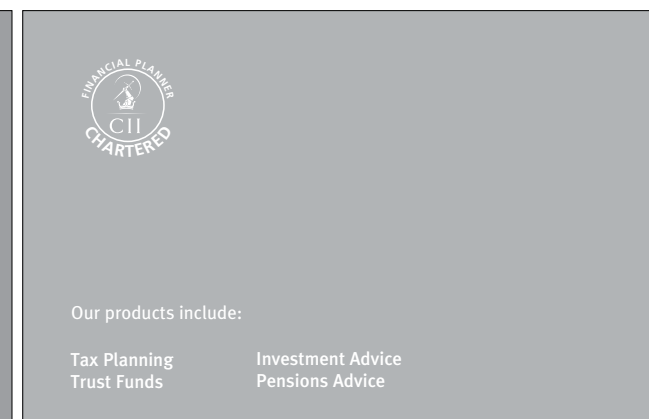 FINANCIAL PLANNER
CII
CHARTERED
Our products include:
Tax Planning
Trust Funds
Investment Advice
Pensions Advice